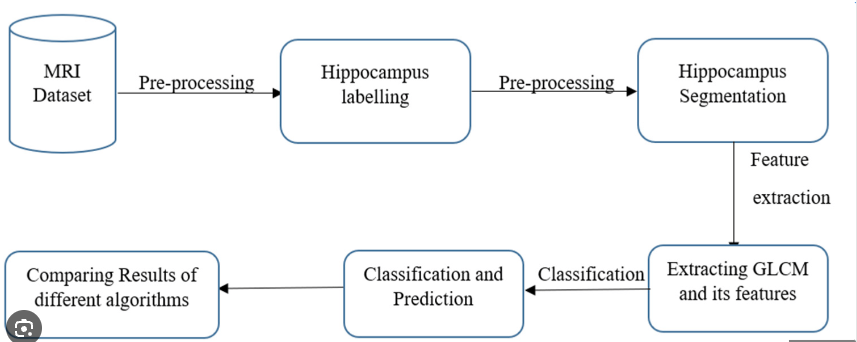 MRI
Dataset
Pre-processing
Hippocampus
labelling
Pre-processing
Hippocampus
Segmentation
Feature
extraction
Extracting GLCM
and its features
Classification
Classification and
Prediction
Comparing Results of
different algorithms